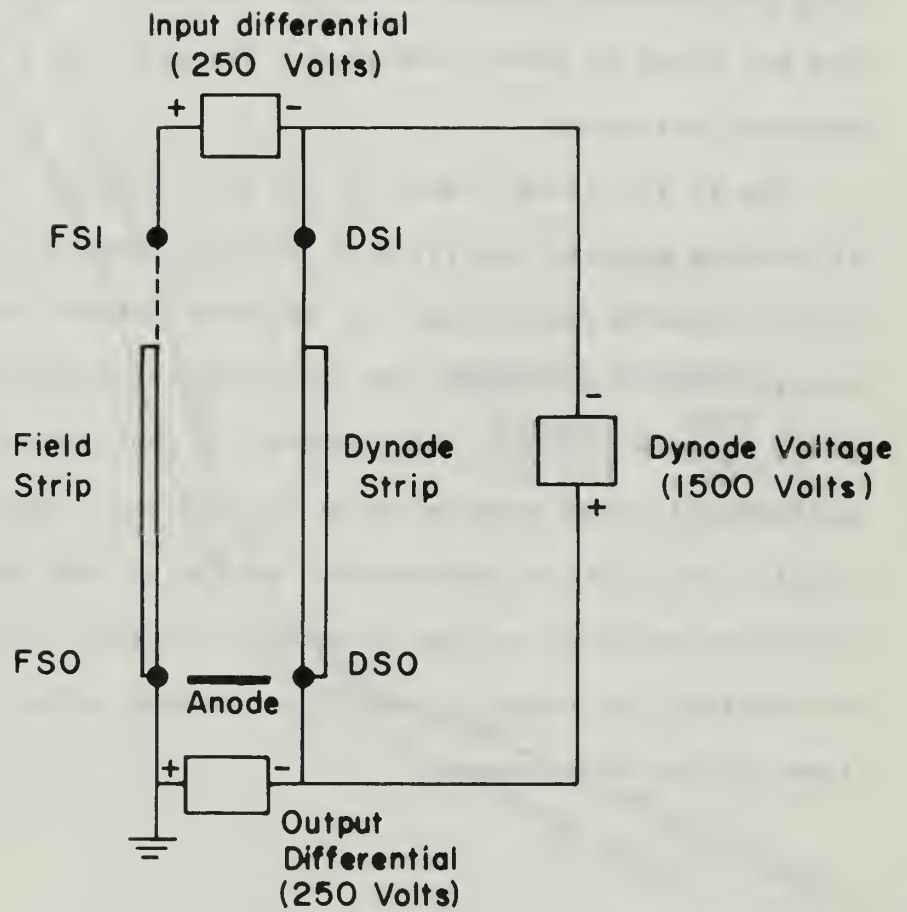 Input differential
(250 Volts)
+ -
FSI DSI
-
Field
Strip
Dynode
Strip
Dynode Voltage
(1500 Volts)
+
FSO DSO
Anode
+ -
Output
Differential
(250 Volts)